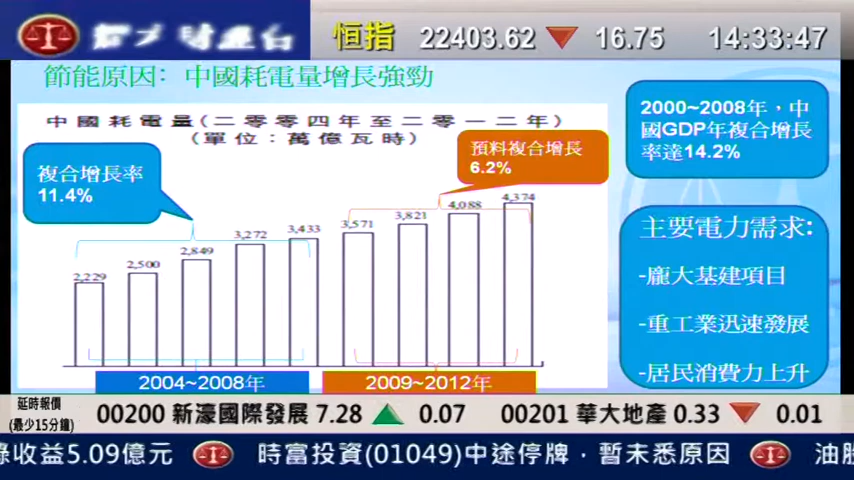 恒指 22403.62 16.75 14:33:47
節能原因: 中國耗電量增長強勁
中國耗電量(二零零四年至二零一二年)
(單位:萬億瓦時)
複合增長率
11.4%
預料複合增長
6.2%
2,229
2,500
2,849
3,272
3,433
3,571
3,821
4,088
4,374
2004~2008年
2009~2012年
2000~2008年，中
國GDP年複合增長
率達14.2%
主要電力需求:
-龐大基建項目
-重工業迅速發展
-居民消費力上升
延時報價
(最少15分鐘)
00200 新濠國際發展 7.28 0.07 00201 華大地產 0.33 0.01
收益5.09億元 時富投資(01049)中途停牌，暫未悉原因 油